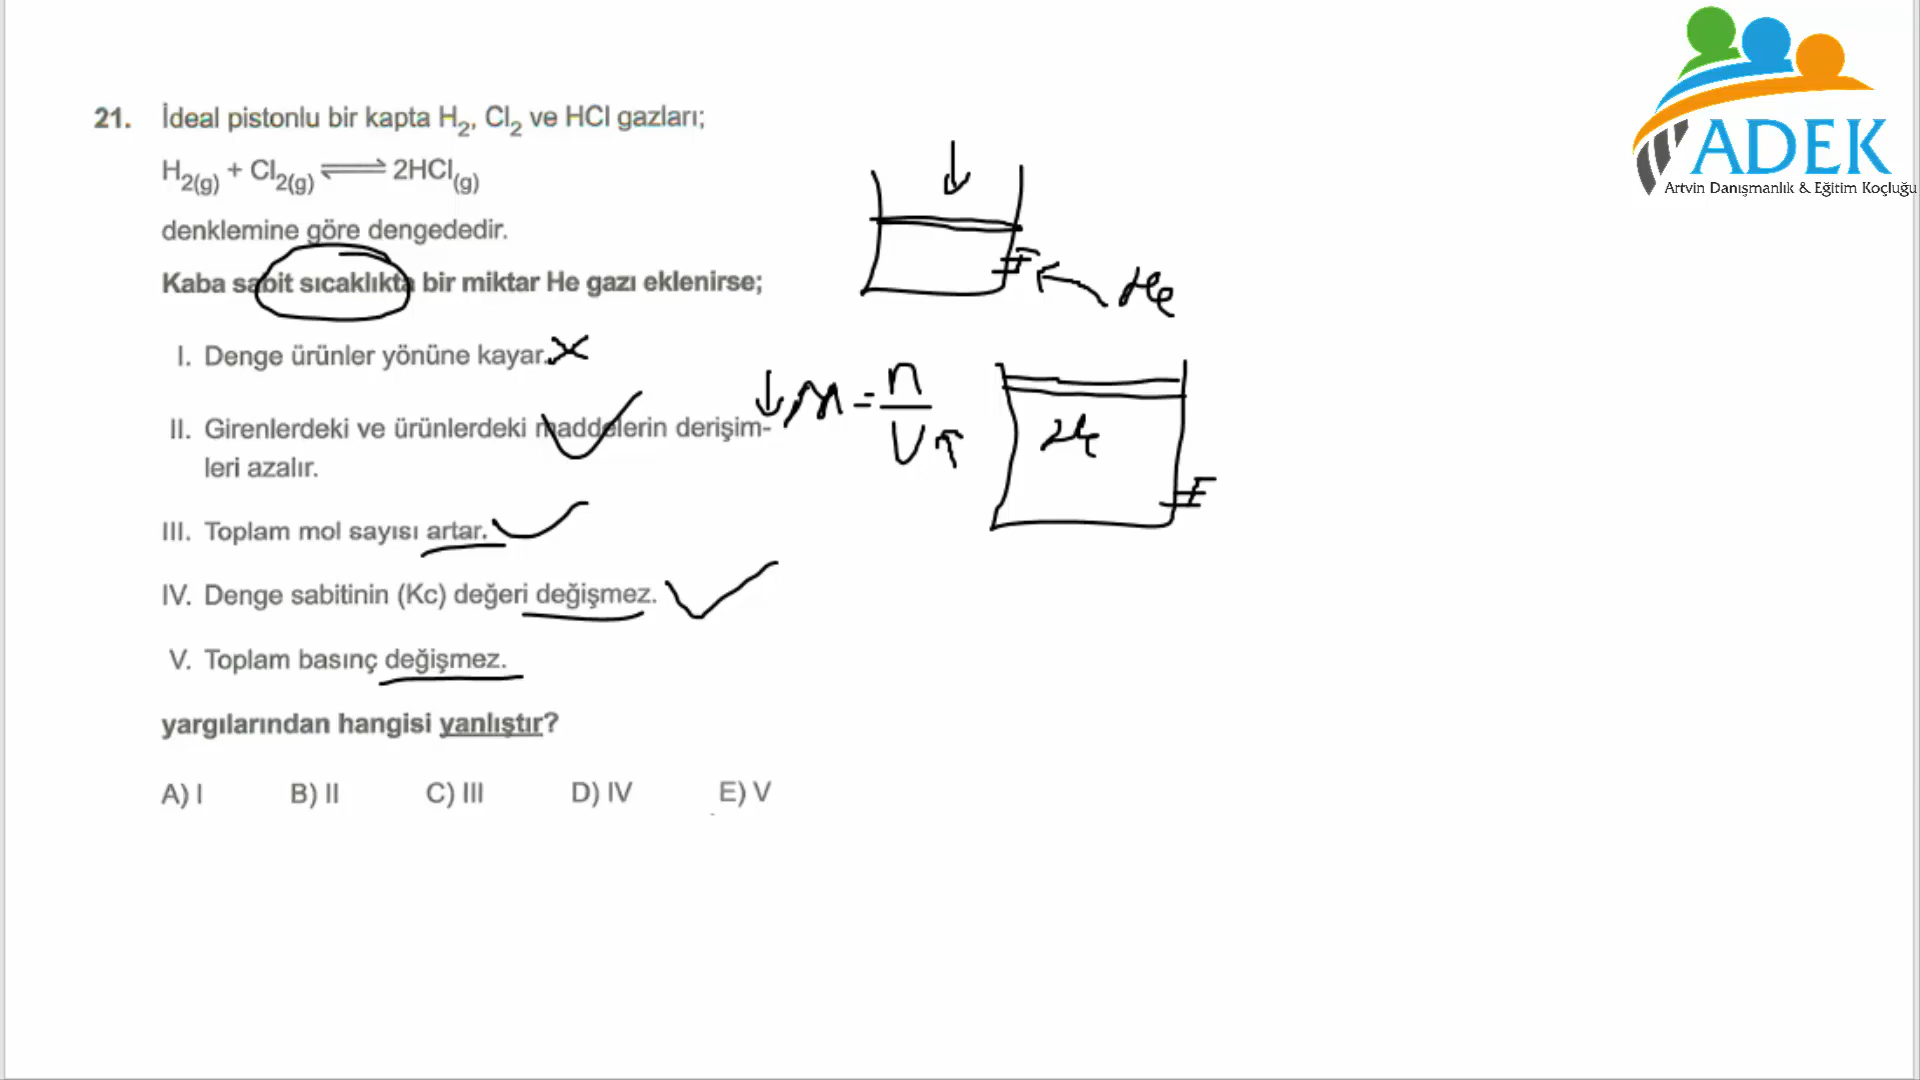 ADEK
Artvin Danışmanlık & Eğitim Koçluğu
21. İdeal pistonlu bir kapta H₂, Cl₂ ve HCl gazları;
H₂(g) + Cl₂(g) ⇌ 2HCl(g)
denklemine göre dengededir.
Kaba sabit sıcaklıkta bir miktar He gazı eklenirse;
He
I. Denge ürünler yönüne kayar.
↓M = n/V↑
He
II. Girenlerdeki ve ürünlerdeki maddelerin derişim-
leri azalır.
III. Toplam mol sayısı artar.
IV. Denge sabitinin (Kc) değeri değişmez.
V. Toplam basınç değişmez.
yargılarından hangisi yanlıştır?
A) I B) II C) III D) IV E) V